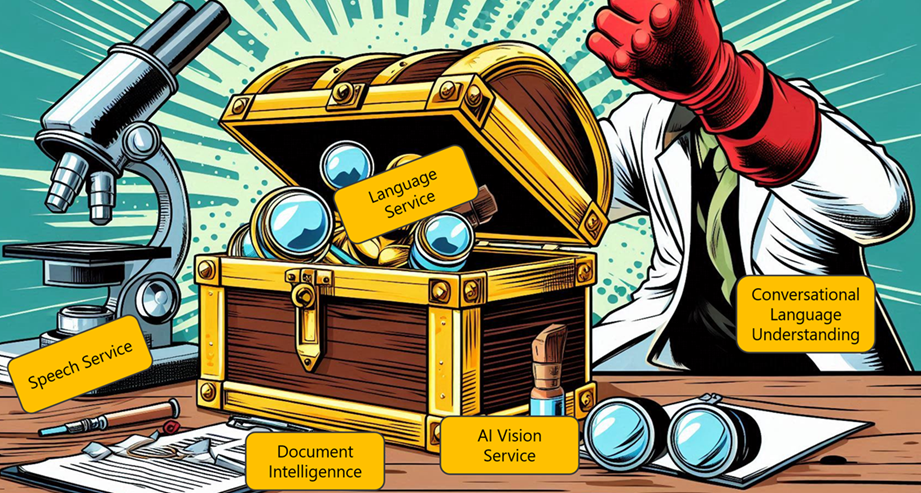 Language
Service
Conversational
Language
Understanding
Speech Service
AI Vision
Service
Document
Intelligennce